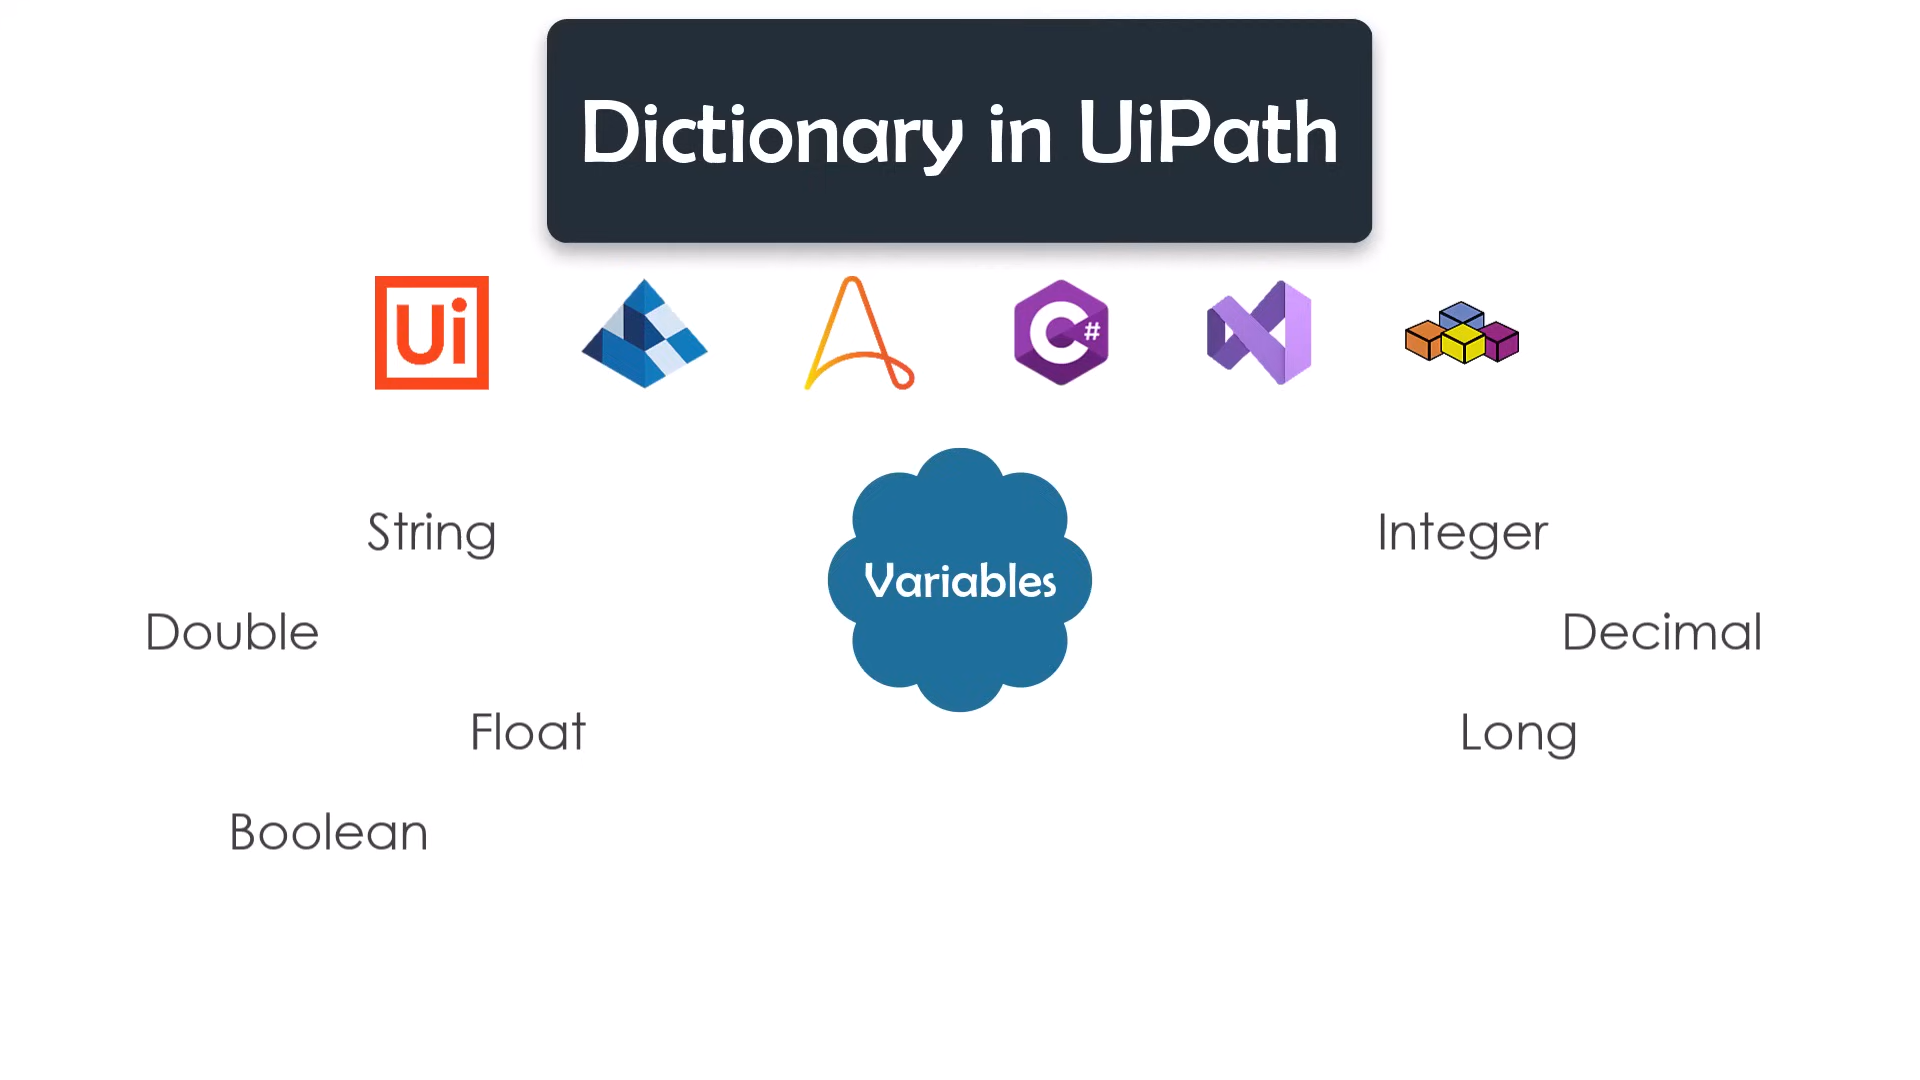 Dictionary in UiPath
Ui
C#
String
Integer
Variables
Double
Decimal
Float
Long
Boolean